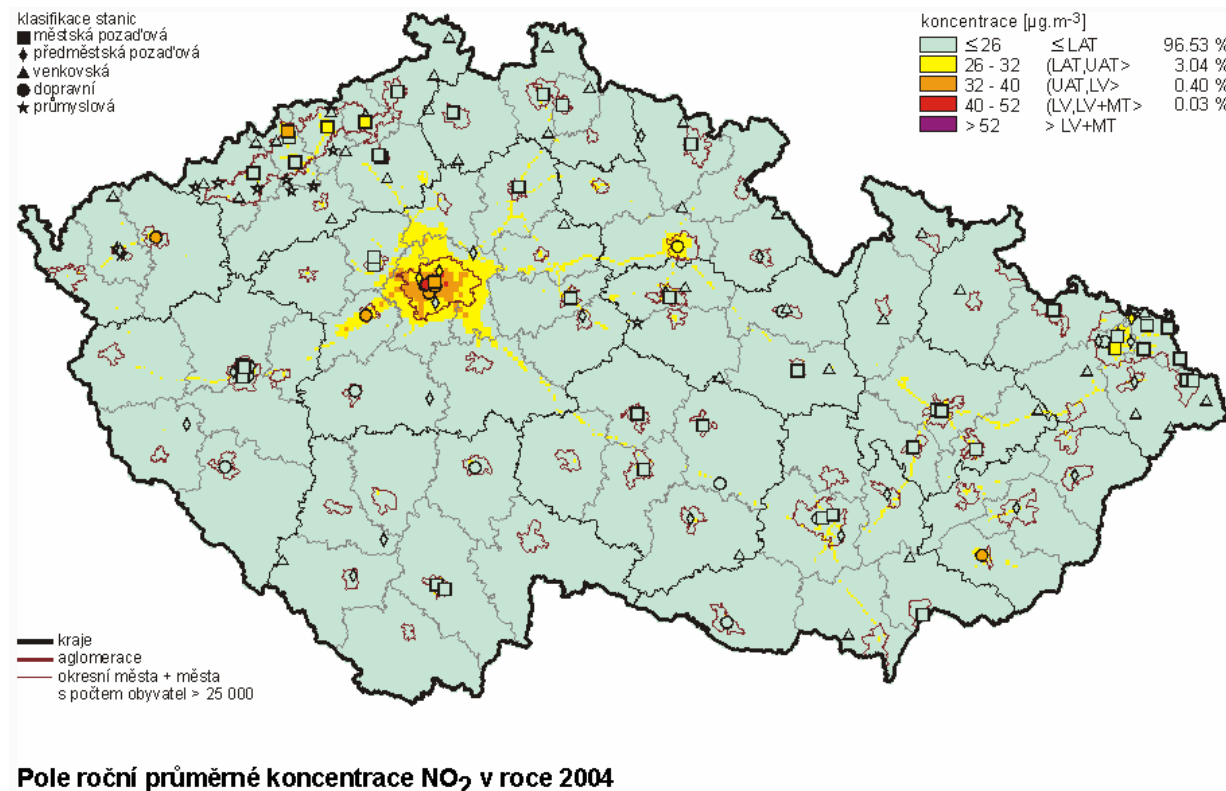 klasifikace stanic
městská pozaďová
předměstská pozaďová
venkovská
dopravní
průmyslová
koncentrace [µg.m-3]
≤26 ≤LAT 96.53 %
26 - 32 (LAT,UAT> 3.04 %
32 - 40 (UAT,LV> 0.40 %
40 - 52 (LV,LV+MT> 0.03 %
> 52 > LV+MT
kraje
aglomerace
okresní města + města
s počtem obyvatel > 25 000
Pole roční průměrné koncentrace NO2 v roce 2004